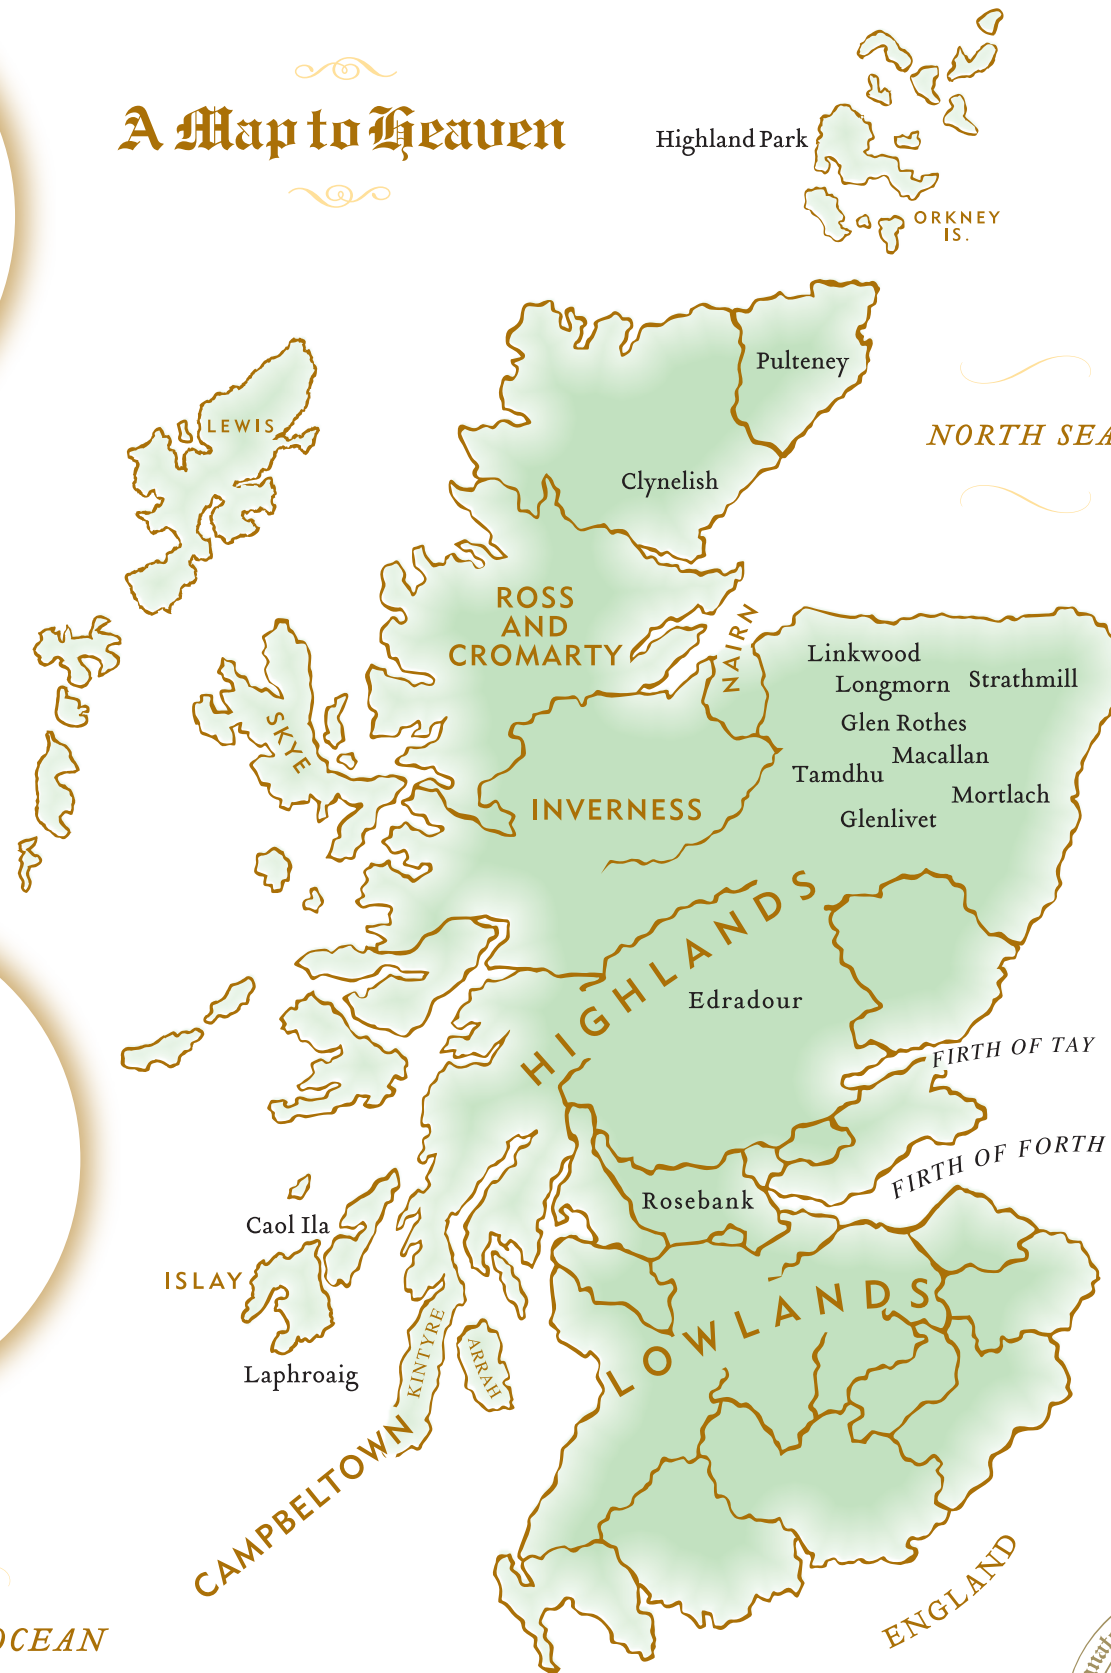 A Map to Heaven
Highland Park
ORKNEY
IS.
Pulteney
LEWIS
NORTH SEA
Clynelish
ROSS
AND
CROMARTY
NAIRN
Linkwood
Longmorn
Strathmill
SKYE
Glen Rothes
Macallan
Tamdhu
Mortlach
INVERNESS
Glenlivet
HIGHLANDS
Edradour
FIRTH OF TAY
FIRTH OF FORTH
Rosebank
Caol Ila
ISLAY
LOWLANDS
KINTYRE
ARRAH
Laphroaig
CAMPBELTOWN
ENGLAND
OCEAN